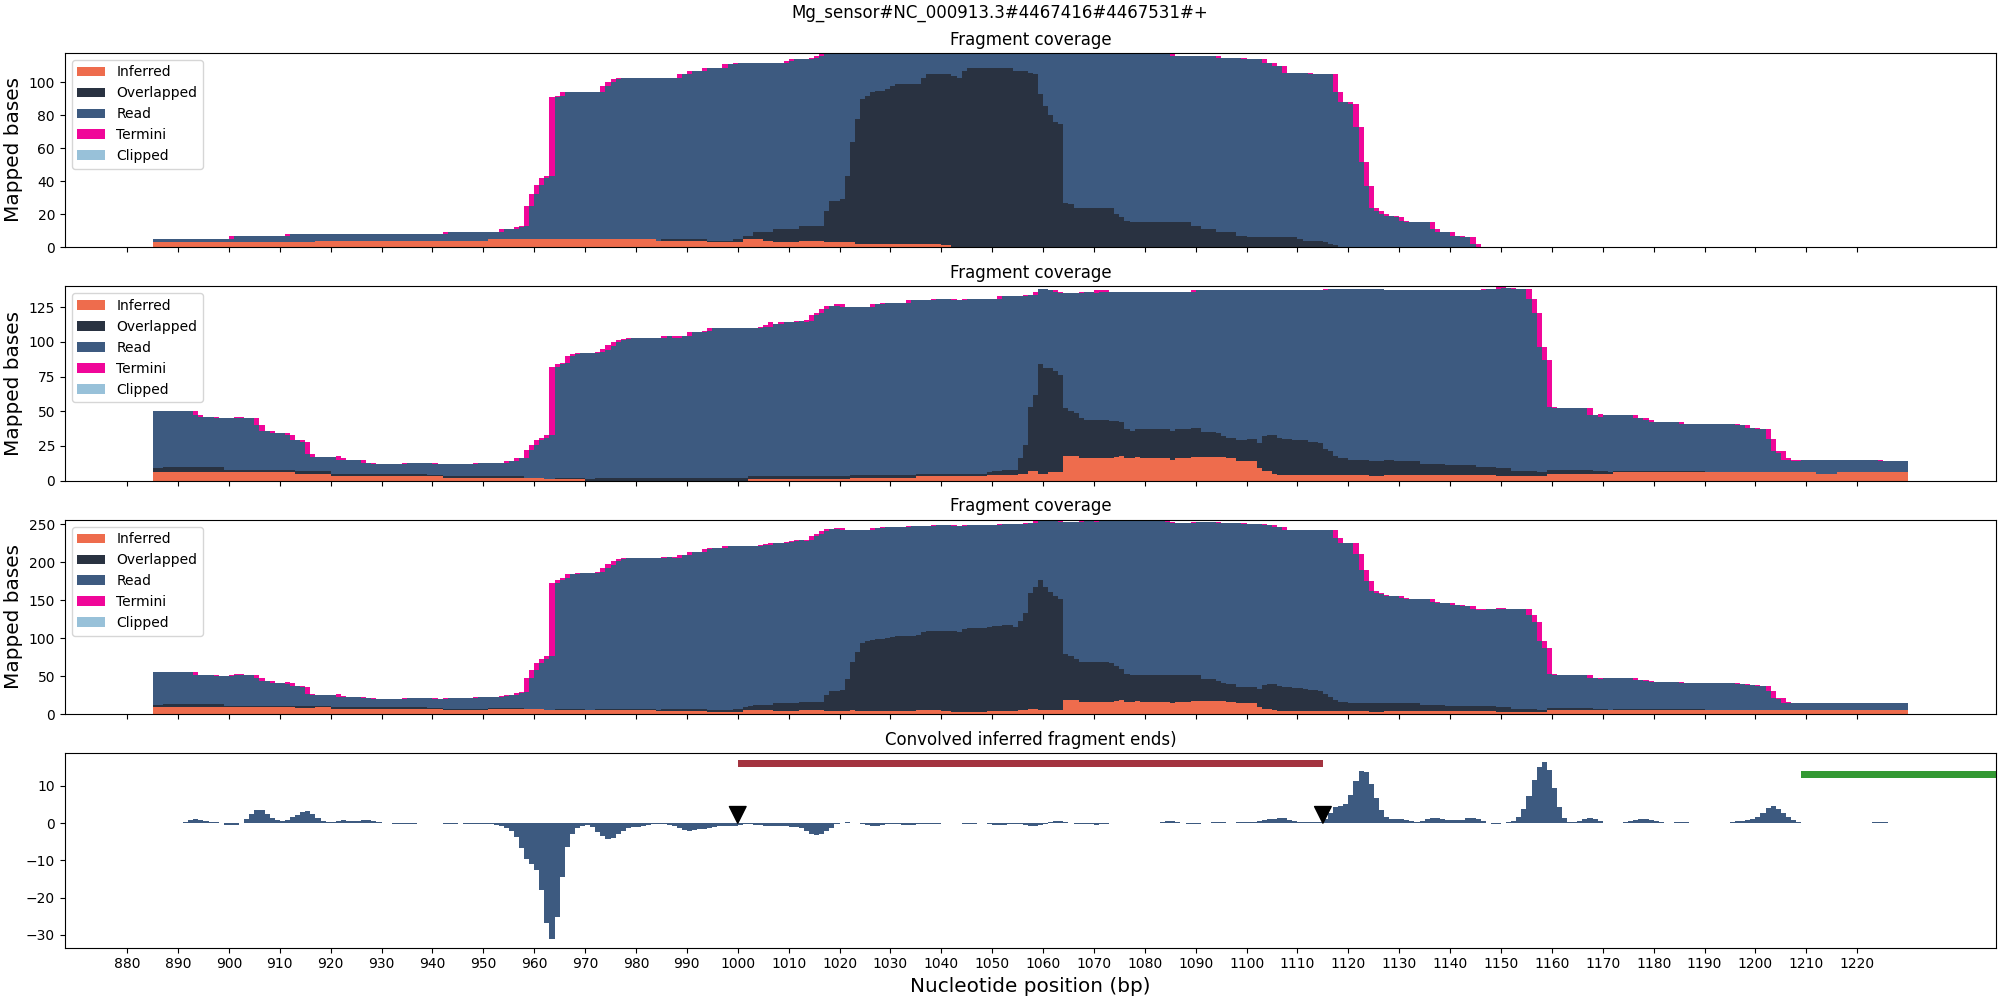 Mg_sensor#NC_000913.3#4467416#4467531#+
Fragment coverage
Mapped bases
100
80
60
40
20
0
Inferred
Overlapped
Read
Termini
Clipped
Fragment coverage
Mapped bases
125
100
75
50
25
0
Inferred
Overlapped
Read
Termini
Clipped
Fragment coverage
Mapped bases
250
200
150
100
50
0
Inferred
Overlapped
Read
Termini
Clipped
Convolved inferred fragment ends)
10
0
−10
−20
−30
880 890 900 910 920 930 940 950 960 970 980 990 1000 1010 1020 1030 1040 1050 1060 1070 1080 1090 1100 1110 1120 1130 1140 1150 1160 1170 1180 1190 1200 1210 1220
Nucleotide position (bp)